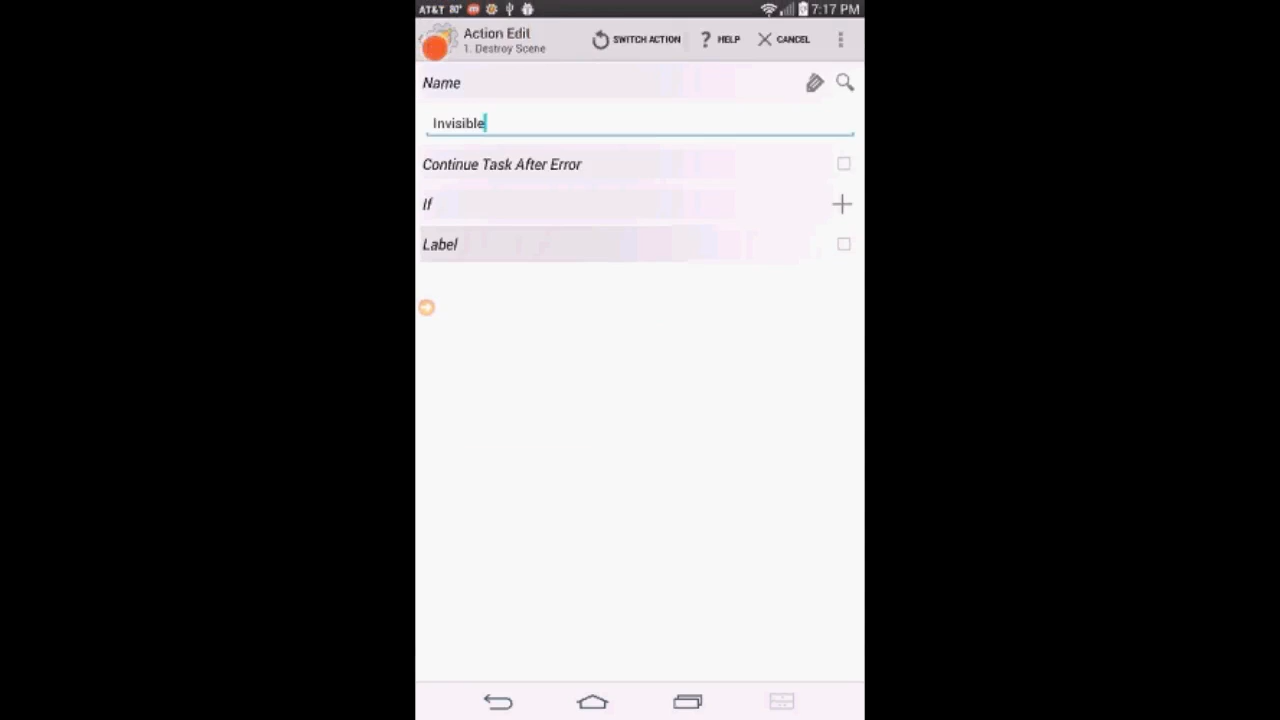 AT&T 80° 7:17 PM
Action Edit
1. Destroy Scene
SWITCH ACTION
HELP
CANCEL
Name
Invisible
Continue Task After Error
If
Label